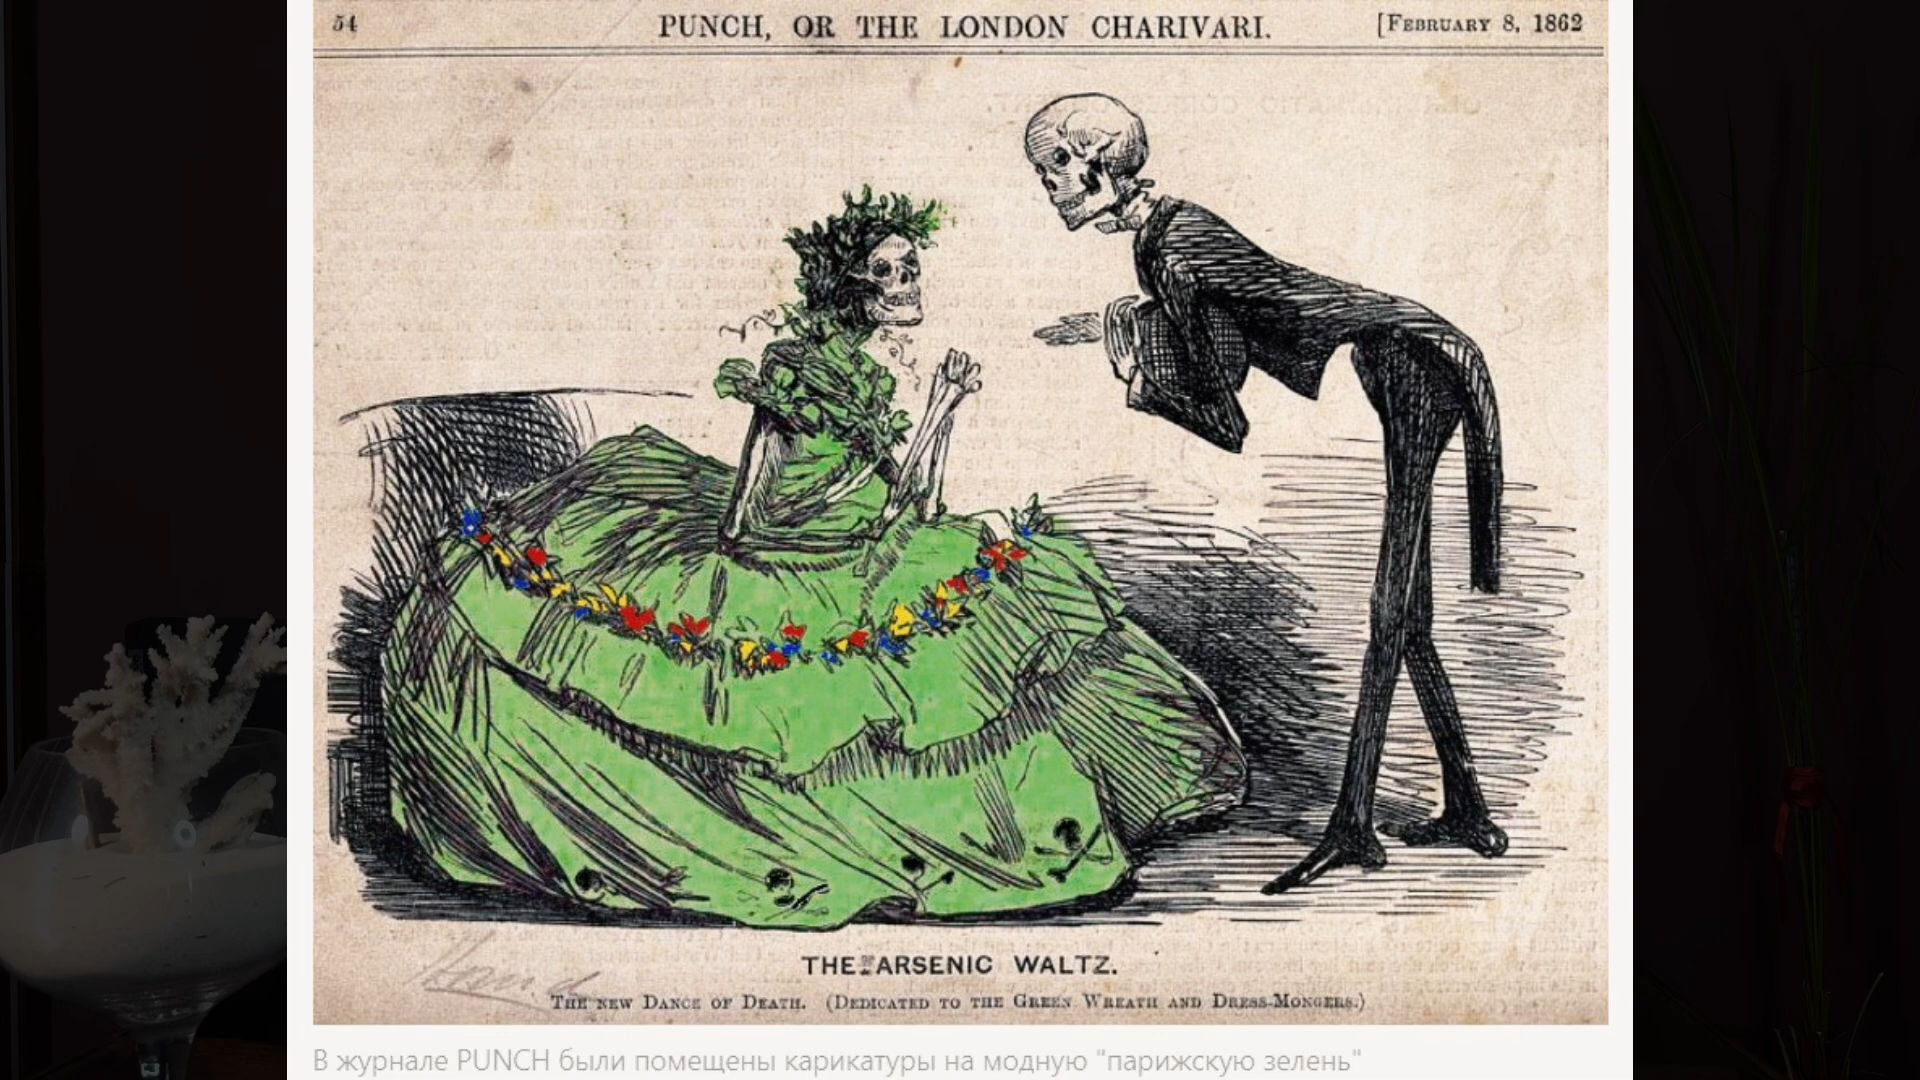 54 PUNCH, OR THE LONDON CHARIVARI. [FEBRUARY 8, 1862
THE ARSENIC WALTZ.
THE NEW DANCE OF DEATH. (DEDICATED TO THE GREEN WREATH AND DRESS-MONGERS.)
В журнале PUNCH были помещены карикатуры на модную "парижскую зелень"